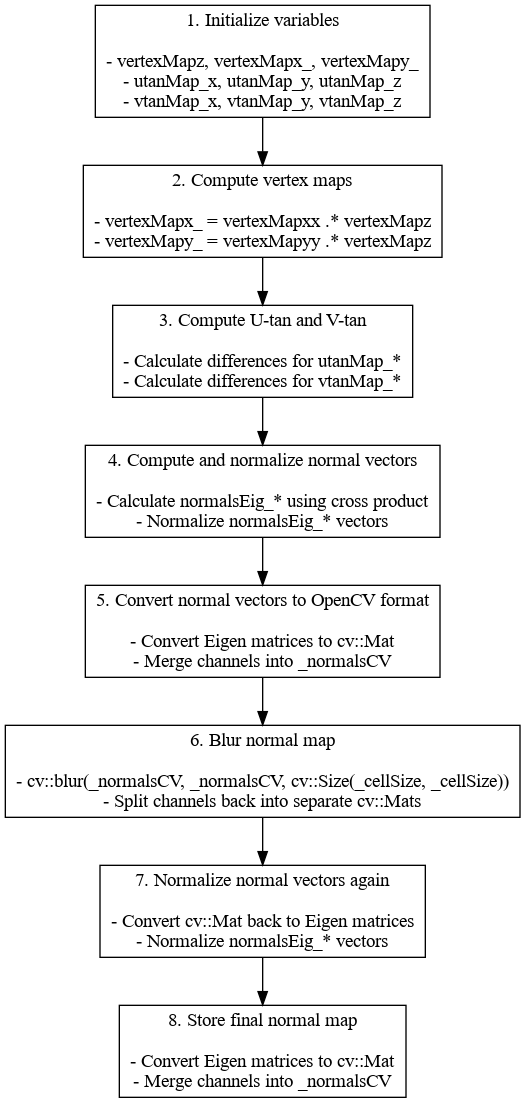 1. Initialize variables
- vertexMapz, vertexMapx_, vertexMapy_
- utanMap_x, utanMap_y, utanMap_z
- vtanMap_x, vtanMap_y, vtanMap_z
2. Compute vertex maps
- vertexMapx_ = vertexMapxx .* vertexMapz
- vertexMapy_ = vertexMapyy .* vertexMapz
3. Compute U-tan and V-tan
- Calculate differences for utanMap_*
- Calculate differences for vtanMap_*
4. Compute and normalize normal vectors
- Calculate normalsEig_* using cross product
- Normalize normalsEig_* vectors
5. Convert normal vectors to OpenCV format
- Convert Eigen matrices to cv::Mat
- Merge channels into _normalsCV
6. Blur normal map
- cv::blur(_normalsCV, _normalsCV, cv::Size(_cellSize, _cellSize))
- Split channels back into separate cv::Mats
7. Normalize normal vectors again
- Convert cv::Mat back to Eigen matrices
- Normalize normalsEig_* vectors
8. Store final normal map
- Convert Eigen matrices to cv::Mat
- Merge channels into _normalsCV